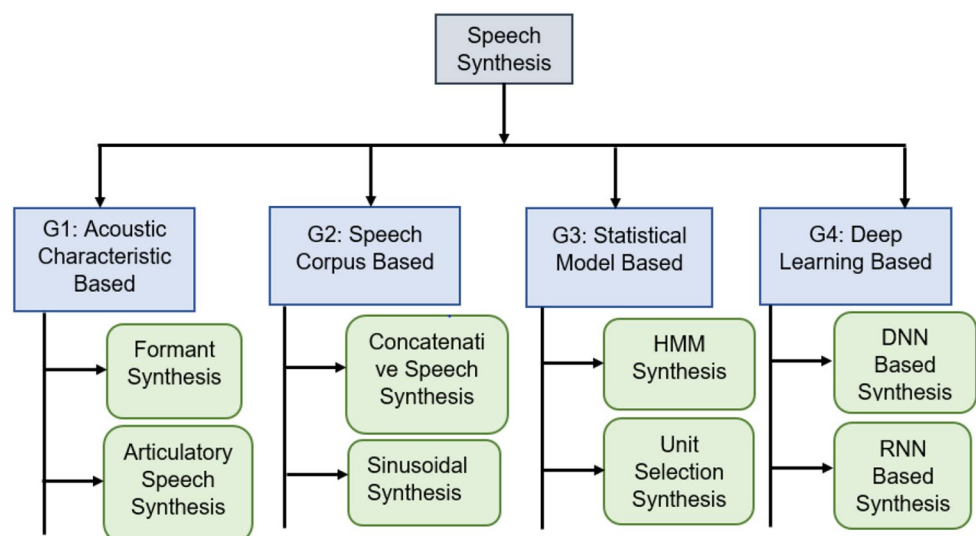 Speech
Synthesis
G1: Acoustic
Characteristic
Based
G2: Speech
Corpus Based
G3: Statistical
Model Based
G4: Deep
Learning Based
Formant
Synthesis
Articulatory
Speech
Synthesis
Concatenati
ve Speech
Synthesis
Sinusoidal
Synthesis
HMM
Synthesis
Unit
Selection
Synthesis
DNN
Based
Synthesis
RNN
Based
Synthesis